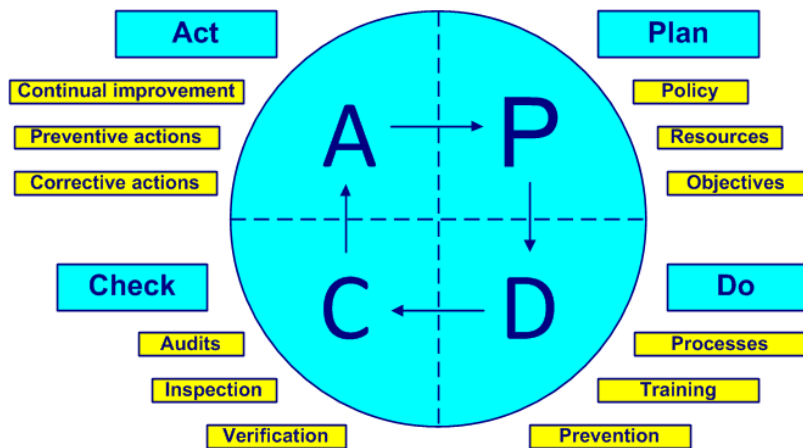 Act
Plan
Continual improvement
Policy
Preventive actions
Resources
Corrective actions
Objectives
A
P
C
D
Check
Do
Audits
Processes
Inspection
Training
Verification
Prevention